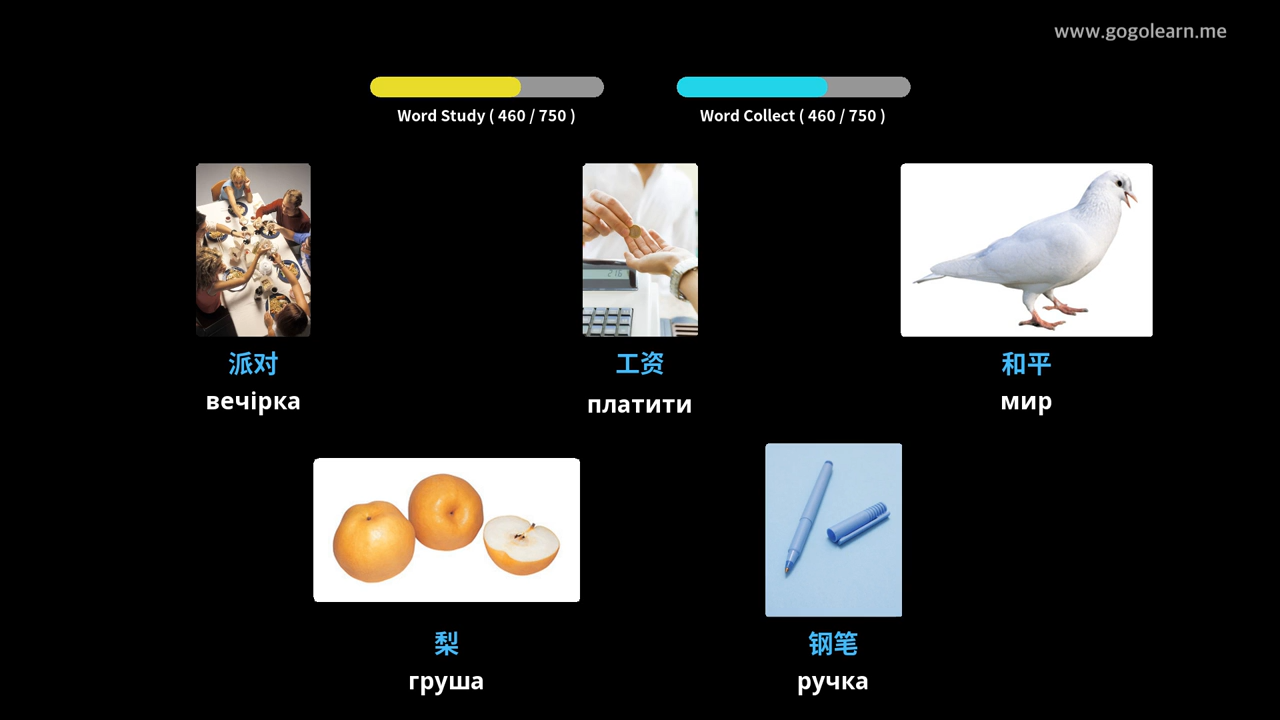 www.gogolearn.me
Word Study ( 460 / 750 )
Word Collect ( 460 / 750 )
派对
вечірка
工资
платити
和平
мир
梨
груша
钢笔
ручка